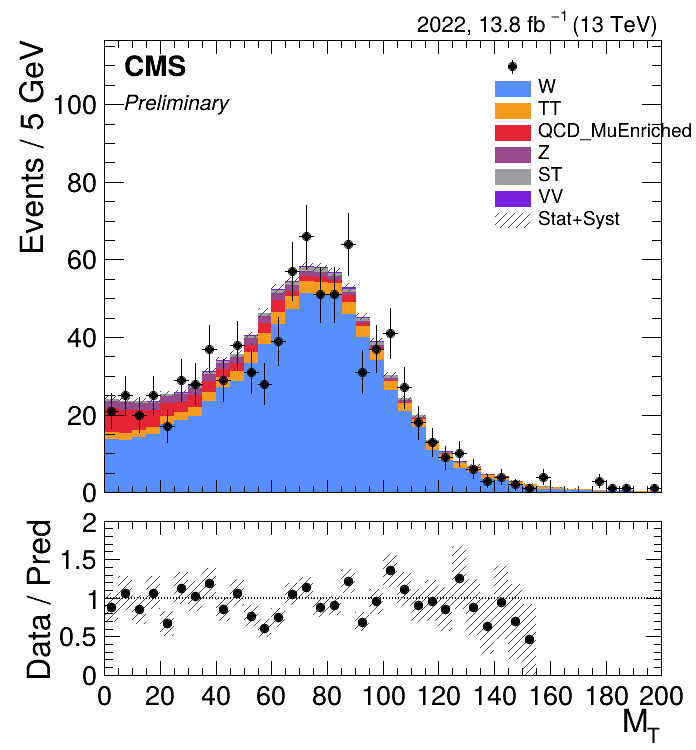 2022, 13.8 fb⁻¹ (13 TeV)
CMS
Preliminary
W
TT
QCD_MuEnriched
Z
ST
VV
Stat+Syst
Events / 5 GeV
100
80
60
40
20
0
Data / Pred
2
1.5
1
0.5
0
0 20 40 60 80 100 120 140 160 180 200
M_T